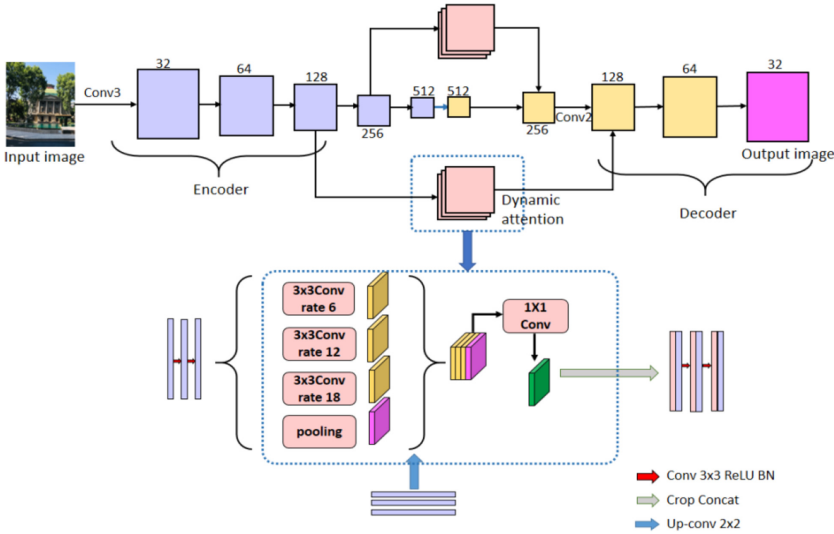 32
64
128
512
512
128
64
32
Conv3
256
256
Conv2
Input image
Output image
Encoder
Dynamic
attention
Decoder
3x3Conv
rate 6
3x3Conv
rate 12
3x3Conv
rate 18
pooling
1X1
Conv
Conv 3x3 ReLU BN
Crop Concat
Up-conv 2x2